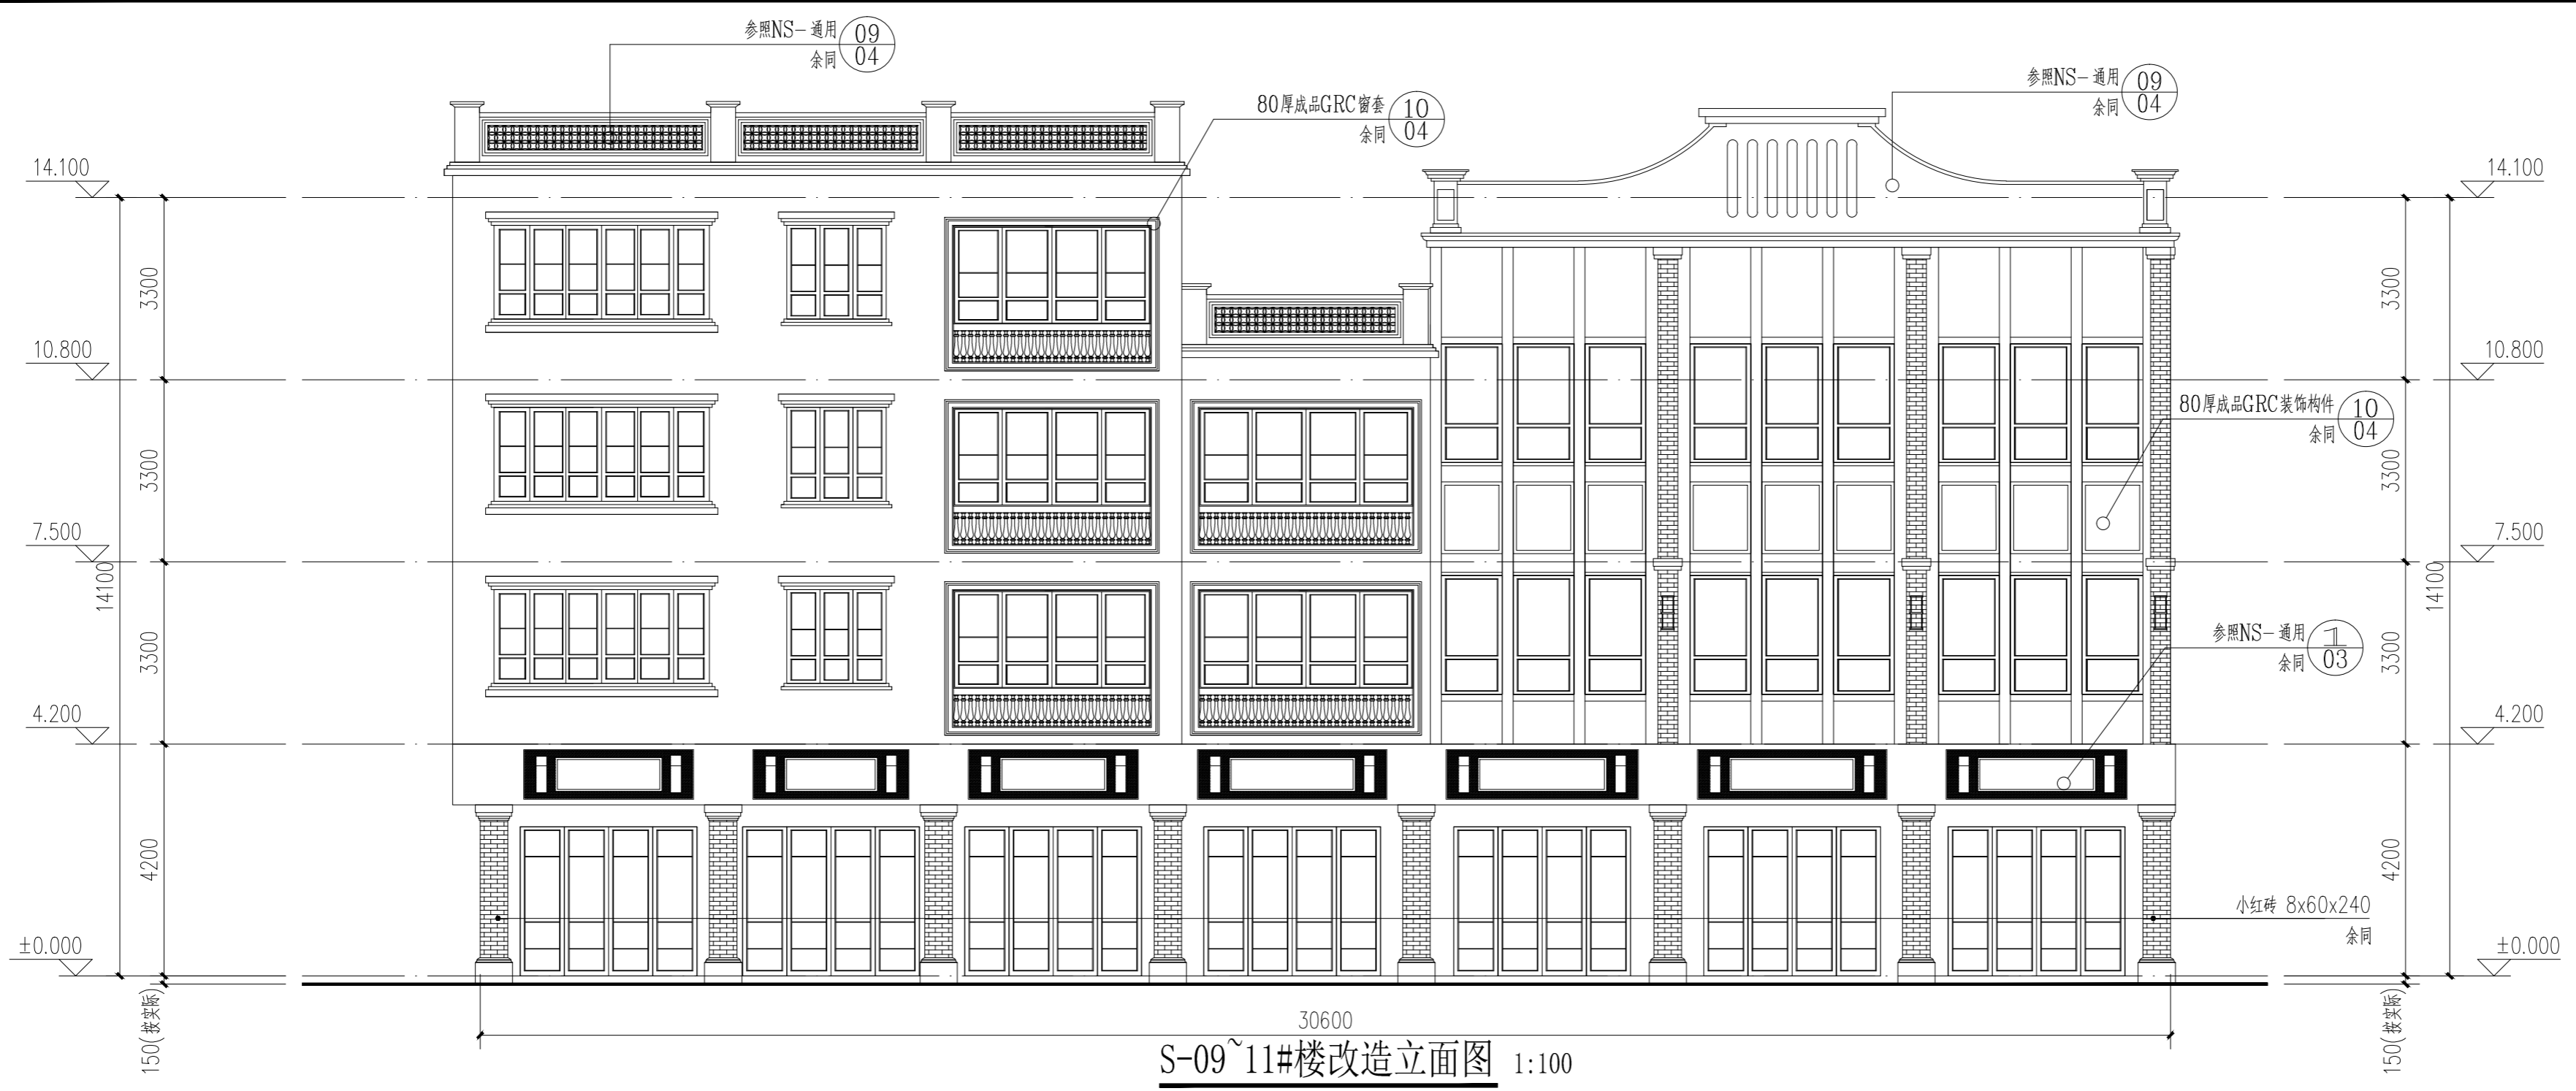 参照NS-通用 09
余同 04
80厚成品GRC窗套 10
余同 04
参照NS-通用 09
余同 04
14.100
14.100
3300
3300
10.800
10.800
80厚成品GRC装饰构件 10
余同 04
3300
3300
7.500
7.500
14100
14100
参照NS-通用 1
余同 03
3300
3300
4.200
4.200
4200
4200
小红砖 8x60x240
余同
±0.000
±0.000
150(按实际)
150(按实际)
30600
S-09~11#楼改造立面图 1:100